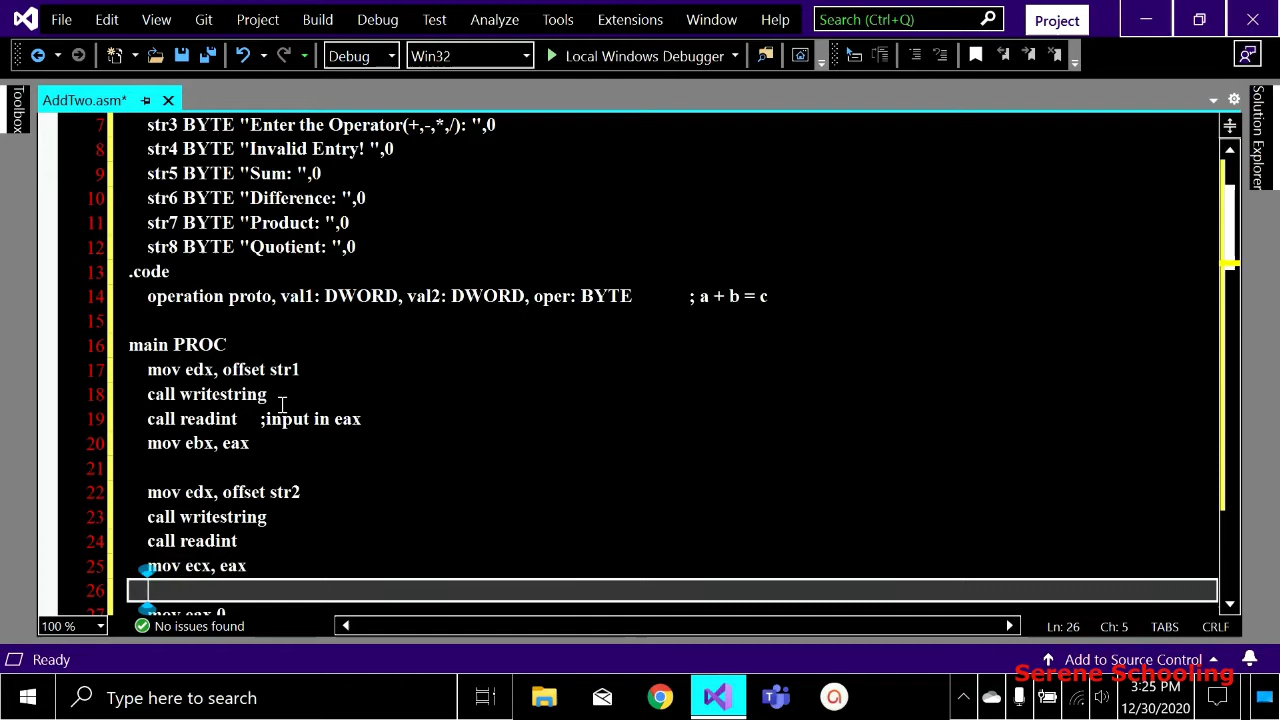 File Edit View Git Project Build Debug Test Analyze Tools Extensions Window Help Search (Ctrl+Q) Project
Debug Win32 Local Windows Debugger
Toolbox
AddTwo.asm*
Solution Explorer
7 str3 BYTE "Enter the Operator(+,-,*,/): ",0
8 str4 BYTE "Invalid Entry! ",0
9 str5 BYTE "Sum: ",0
10 str6 BYTE "Difference: ",0
11 str7 BYTE "Product: ",0
12 str8 BYTE "Quotient: ",0
13 .code
14 operation proto, val1: DWORD, val2: DWORD, oper: BYTE ; a + b = c
15
16 main PROC
17 mov edx, offset str1
18 call writestring
19 call readint ;input in eax
20 mov ebx, eax
21
22 mov edx, offset str2
23 call writestring
24 call readint
25 mov ecx, eax
26
27 mov eax 0
100 % No issues found Ln: 26 Ch: 5 TABS CRLF
Ready Add to Source Control
Serene Schooling
Type here to search 3:25 PM
12/30/2020